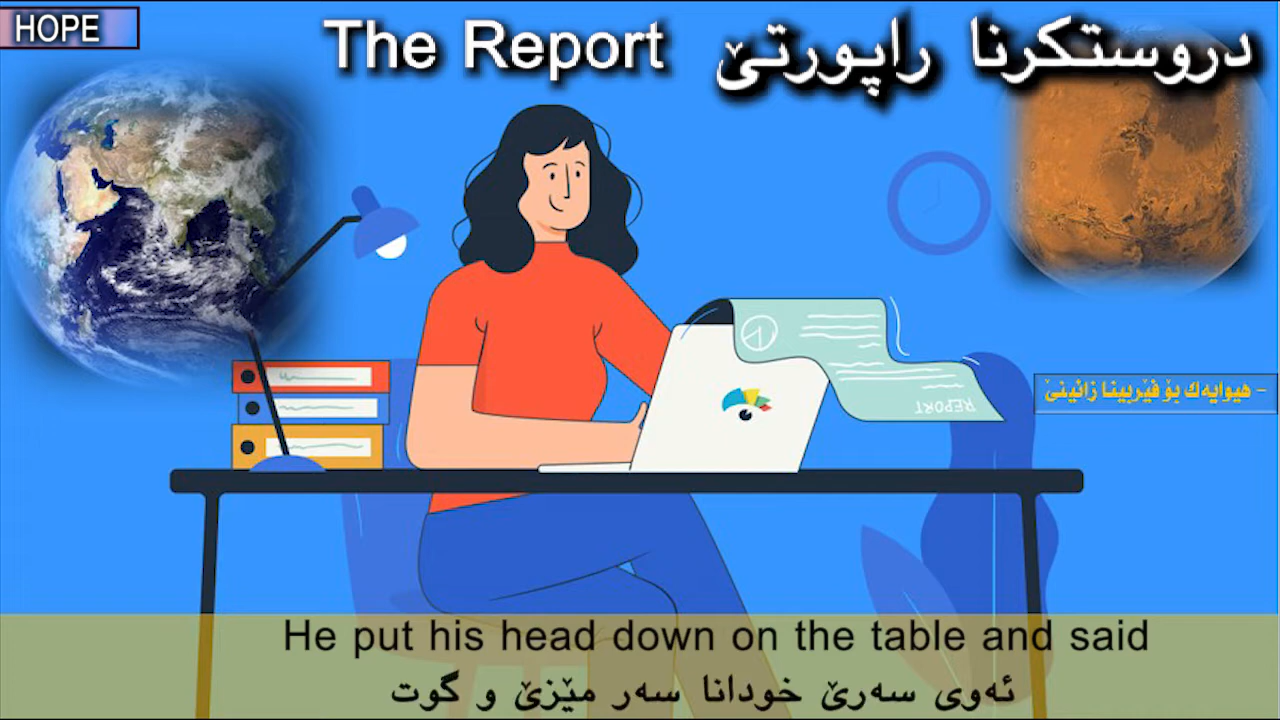 HOPE
The Report دروستکرنا راپورتێ
- هیوایەك بۆ فێربینا زانینێ
REPORT
He put his head down on the table and said
ئەوی سەرێ خودانا سەر مێزێ و گوت